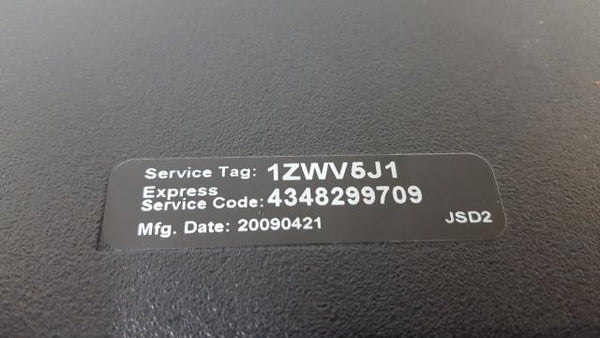 Service Tag: 1ZWV5J1
Express
Service Code: 4348299709
Mfg. Date: 20090421 JSD2